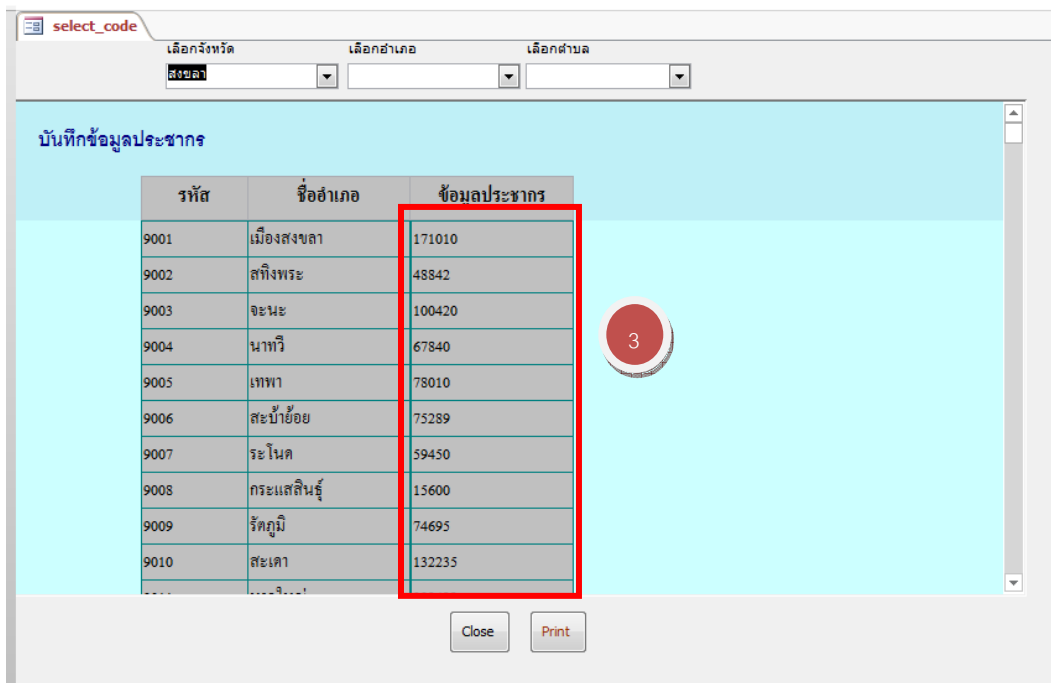 select_code
เลือกจังหวัด เลือกอำเภอ เลือกตำบล
สงขลา
บันทึกข้อมูลประชากร
รหัส ชื่ออำเภอ ข้อมูลประชากร
9001 เมืองสงขลา 171010
9002 สทิงพระ 48842
9003 จะนะ 100420
3
9004 นาทวี 67840
9005 เทพา 78010
9006 สะบ้าย้อย 75289
9007 ระโนด 59450
9008 กระแสสินธุ์ 15600
9009 รัตภูมิ 74695
9010 สะเดา 132235
Close Print